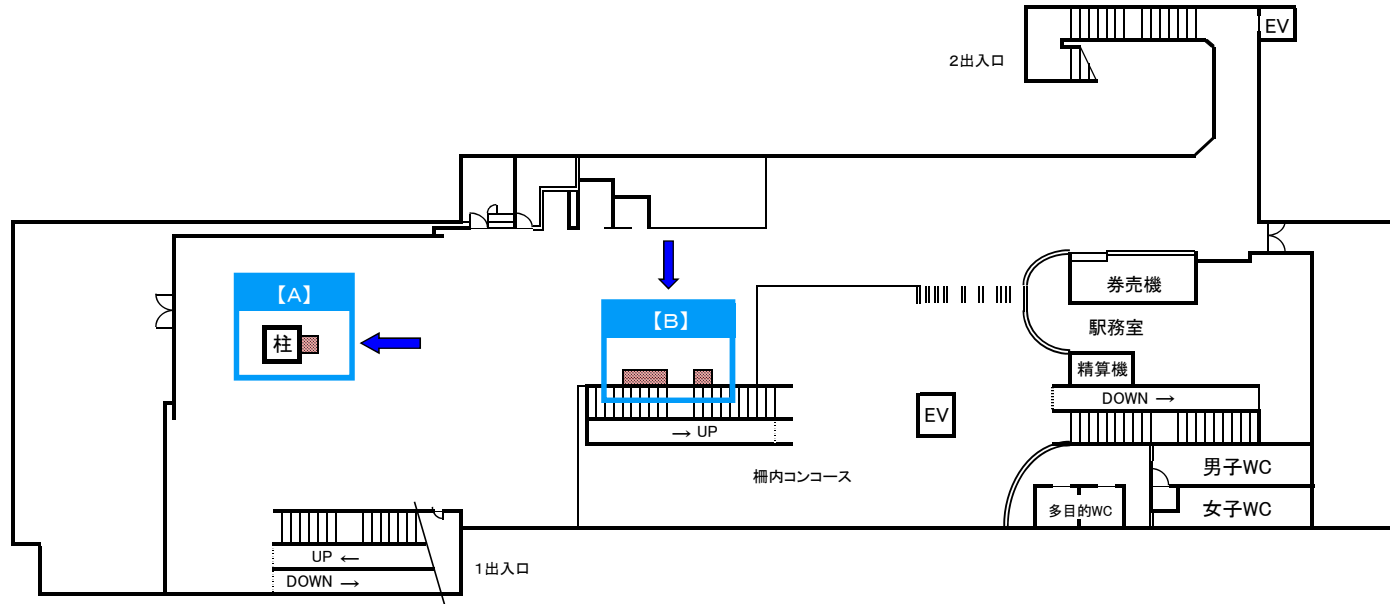 EV
2出入口
【A】
柱
【B】
券売機
駅務室
精算機
DOWN →
EV
→ UP
男子WC
柵内コンコース
女子WC
多目的WC
UP ←
DOWN →
1出入口